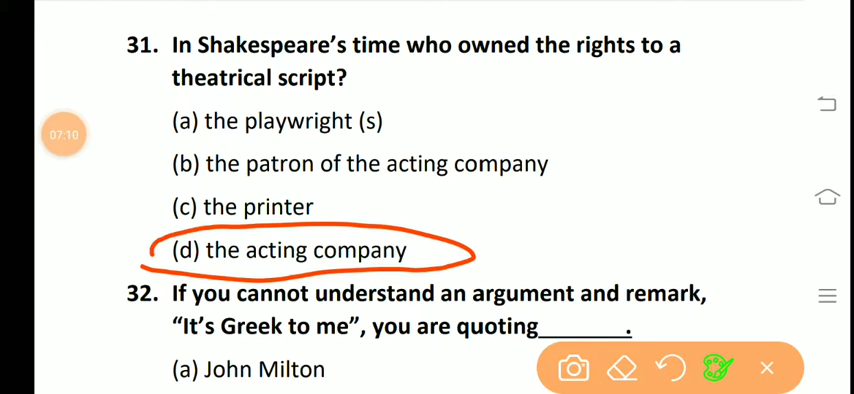 31. In Shakespeare's time who owned the rights to a
theatrical script?
(a) the playwright (s)
(b) the patron of the acting company
(c) the printer
(d) the acting company
32. If you cannot understand an argument and remark,
“It's Greek to me”, you are quoting_______.
(a) John Milton
07:10